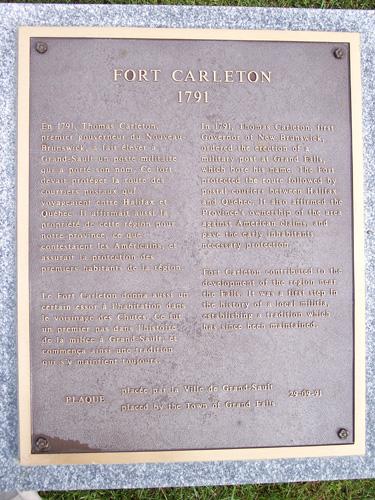 FORT CARLETON
1791
En 1791, Thomas Carleton,
premier gouverneur du Nouveau-
Brunswick, a fait élever à
Grand-Sault un poste militaire
qui a porté son nom. Ce fort
devait protéger la route des
courriers postaux qui
voyageaient entre Halifax et
Québec. Il affirmait aussi la
propriété de cette région pour
notre province, ce que
contestaient les Américains, et
assurait la protection des
premiers habitants de la région.
Le Fort Carleton donna aussi un
certain essor à l'habitation dans
le voisinage des Chutes. Ce fut
un premier pas dans l'histoire
de la milice à Grand-Sault, et
commença ainsi une tradition
qui s'y maintient toujours.
In 1791, Thomas Carleton, first
Governor of New Brunswick,
ordered the erection of a
military post at Grand Falls,
which bore his name. The Fort
protected the route followed by
postal couriers between Halifax
and Québec. It also affirmed the
Province's ownership of the area
against American claims, and
gave the early inhabitants
necessary protection.
Fort Carleton contributed to the
development of the region near
the Falls. It was a first step in
the history of a local militia,
establishing a tradition which
has since been maintained.
PLAQUE
placée par la Ville de Grand-Sault
placed by the Town of Grand Falls
29-09-91